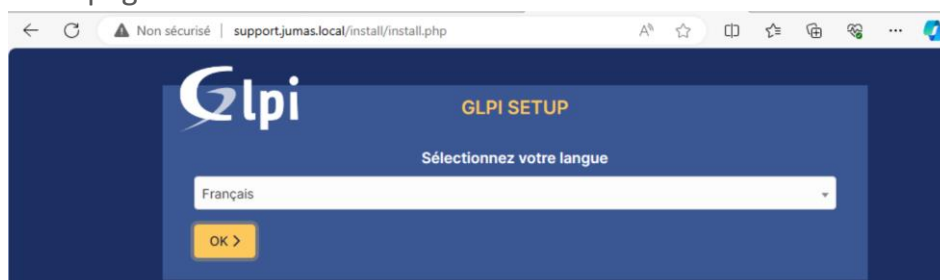 Non sécurisé | support.jumas.local/install/install.php
Glpi
GLPI SETUP
Sélectionnez votre langue
Français
OK >